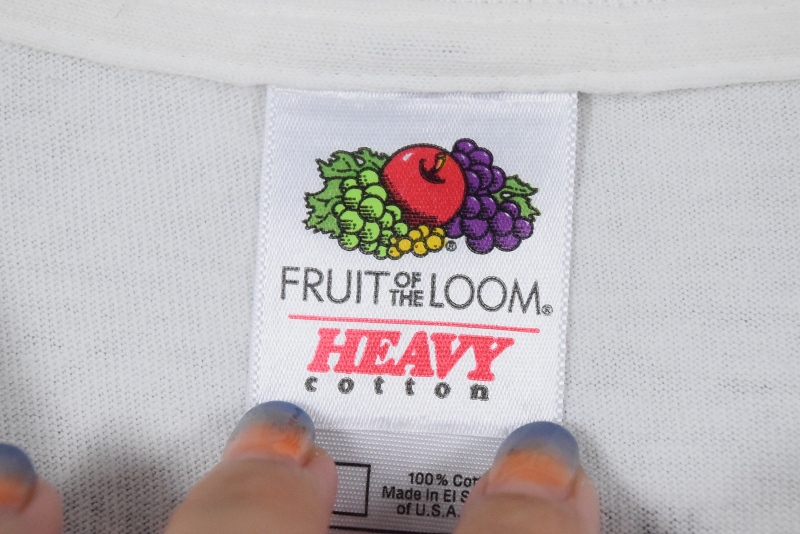 FRUIT OF THE LOOM®
HEAVY
cotton
100% Cot
Made in El S
of U.S.A.